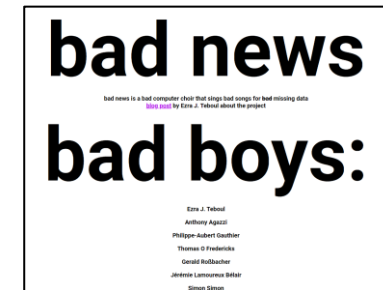 bad news
bad news is a bad computer choir that sings bad songs for bad missing data
blog post by Ezra J. Teboul about the project
bad boys:
Ezra J. Teboul
Anthony Agazzi
Philippe-Aubert Gauthier
Thomas O Fredericks
Gerald Roßbacher
Jérémie Lamoureux Bélair
Simon Simon